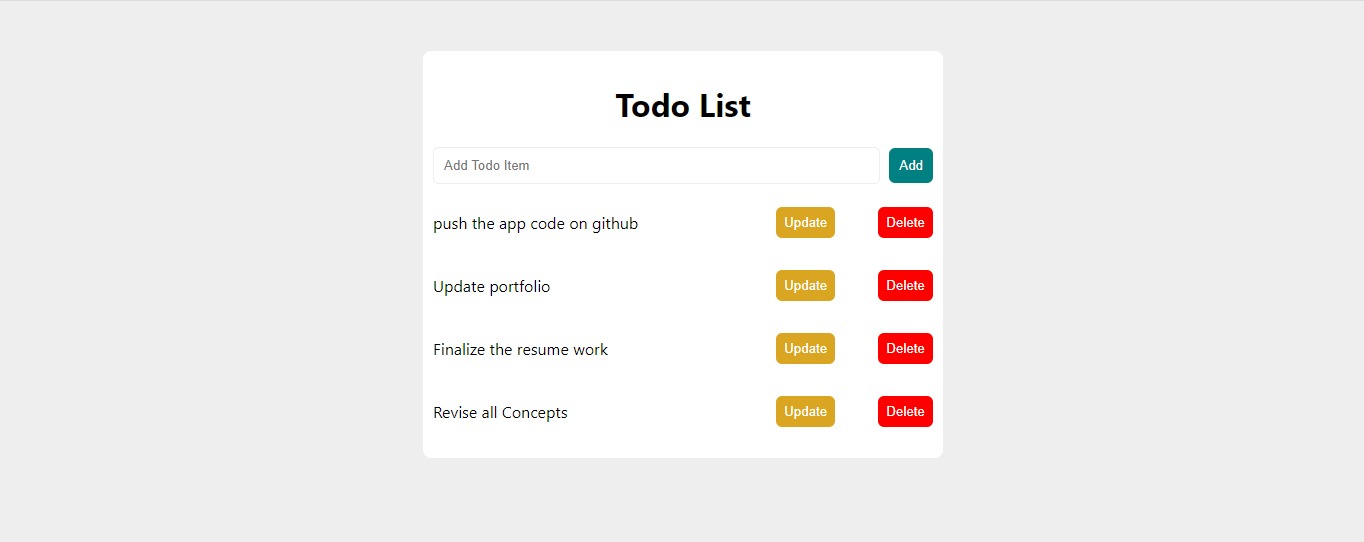 Todo List
Add Todo Item Add
push the app code on github Update Delete
Update portfolio Update Delete
Finalize the resume work Update Delete
Revise all Concepts Update Delete